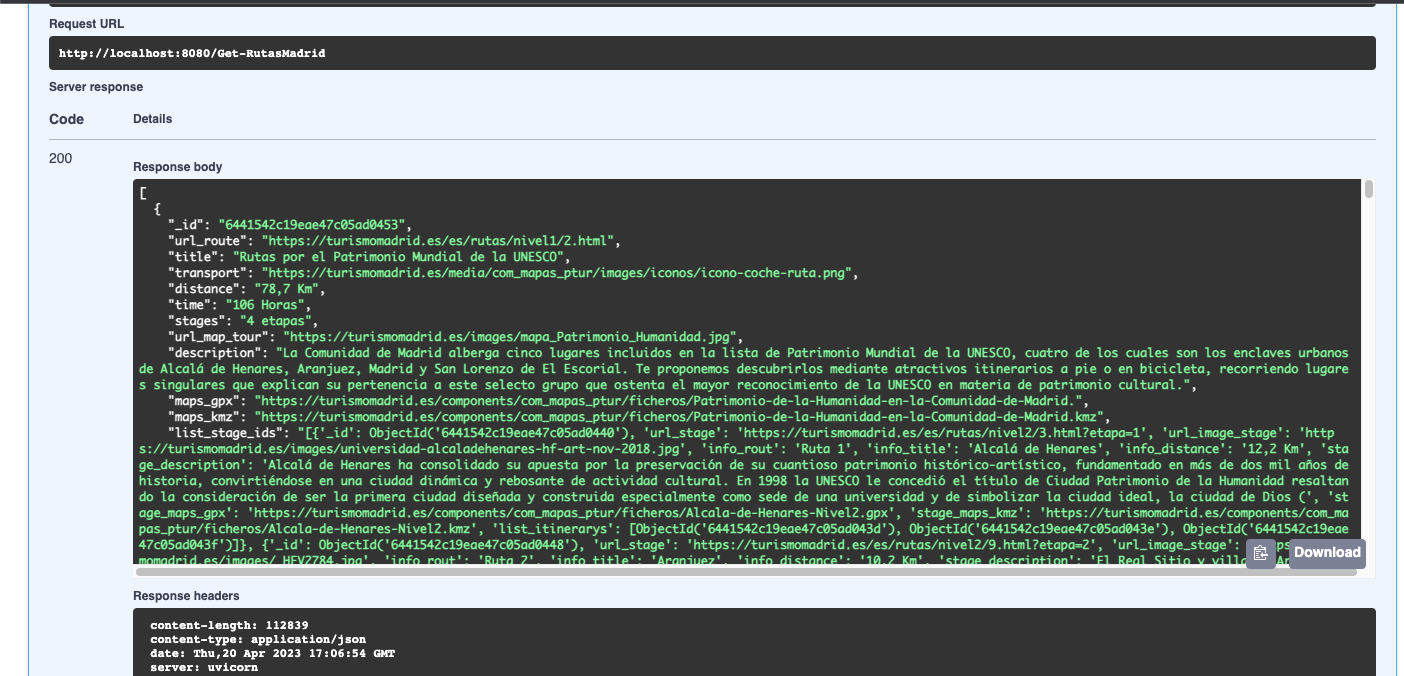 Request URL
http://localhost:8080/Get-RutasMadrid
Server response
Code Details
200
Response body
[
{
"_id": "6441542c19eae47c05ad0453",
"url_route": "https://turismomadrid.es/es/rutas/nivel1/2.html",
"title": "Rutas por el Patrimonio Mundial de la UNESCO",
"transport": "https://turismomadrid.es/media/com_mapas_ptur/images/iconos/icono-coche-ruta.png",
"distance": "78,7 Km",
"time": "106 Horas",
"stages": "4 etapas",
"url_map_tour": "https://turismomadrid.es/images/mapa_Patrimonio_Humanidad.jpg",
"description": "La Comunidad de Madrid alberga cinco lugares incluidos en la lista de Patrimonio Mundial de la UNESCO, cuatro de los cuales son los enclaves urbanos
de Alcalá de Henares, Aranjuez, Madrid y San Lorenzo de El Escorial. Te proponemos descubrirlos mediante atractivos itinerarios a pie o en bicicleta, recorriendo lugare
s singulares que explican su pertenencia a este selecto grupo que ostenta el mayor reconocimiento de la UNESCO en materia de patrimonio cultural.",
"maps_gpx": "https://turismomadrid.es/components/com_mapas_ptur/ficheros/Patrimonio-de-la-Humanidad-en-la-Comunidad-de-Madrid.",
"maps_kmz": "https://turismomadrid.es/components/com_mapas_ptur/ficheros/Patrimonio-de-la-Humanidad-en-la-Comunidad-de-Madrid.kmz",
"list_stage_ids": "[{'_id': ObjectId('6441542c19eae47c05ad0440'), 'url_stage': 'https://turismomadrid.es/es/rutas/nivel2/3.html?etapa=1', 'url_image_stage': 'http
s://turismomadrid.es/images/universidad-alcaladehenares-hf-art-nov-2018.jpg', 'info_rout': 'Ruta 1', 'info_title': 'Alcalá de Henares', 'info_distance': '12,2 Km', 'sta
ge_description': 'Alcalá de Henares ha consolidado su apuesta por la preservación de su cuantioso patrimonio histórico-artístico, fundamentado en más de dos mil años de
historia, convirtiéndose en una ciudad dinámica y rebosante de actividad cultural. En 1998 la UNESCO le concedió el título de Ciudad Patrimonio de la Humanidad resaltan
do la consideración de ser la primera ciudad diseñada y construida especialmente como sede de una universidad y de simbolizar la ciudad ideal, la ciudad de Dios (', 'st
age_maps_gpx': 'https://turismomadrid.es/components/com_mapas_ptur/ficheros/Alcala-de-Henares-Nivel2.gpx', 'stage_maps_kmz': 'https://turismomadrid.es/components/com_ma
pas_ptur/ficheros/Alcala-de-Henares-Nivel2.kmz', 'list_itinerarys': [ObjectId('6441542c19eae47c05ad043d'), ObjectId('6441542c19eae47c05ad043e'), ObjectId('6441542c19eae
47c05ad043f')]}, {'_id': ObjectId('6441542c19eae47c05ad0448'), 'url_stage': 'https://turismomadrid.es/es/rutas/nivel2/9.html?etapa=2', 'url_image_stage':
momadrid.es/images/_HEV2784.jpg', 'info_rout': 'Ruta 2', 'info_title': 'Aranjuez', 'info_distance': '10,2 Km', 'stage_description': 'El Real Sitio y
Download
Response headers
content-length: 112839
content-type: application/json
date: Thu,20 Apr 2023 17:06:54 GMT
server: uvicorn